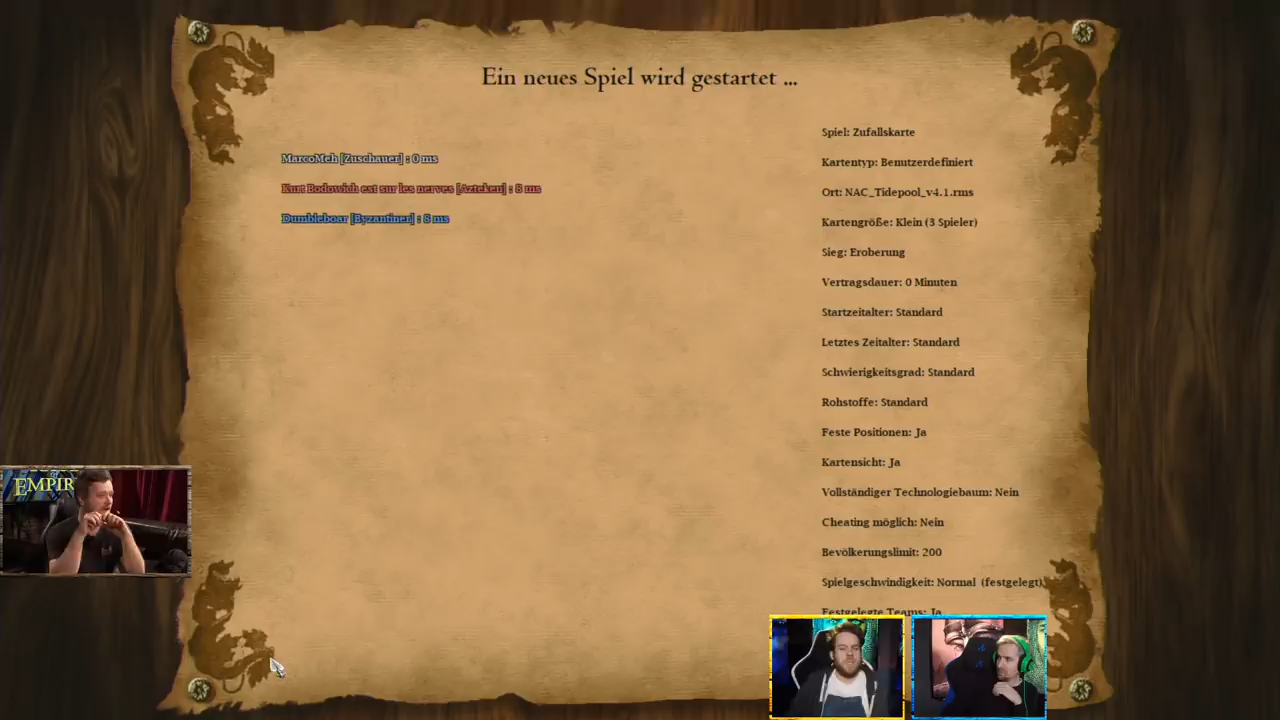 Ein neues Spiel wird gestartet ...
MarcoMeh [Zuschauer] : 0 ms
Kurt Bodowich est sur les nerves [Azteken] : 8 ms
Dumbleboar [Byzantiner] : 8 ms
Spiel: Zufallskarte
Kartentyp: Benutzerdefiniert
Ort: NAC_Tidepool_v4.1.rms
Kartengröße: Klein (3 Spieler)
Sieg: Eroberung
Vertragsdauer: 0 Minuten
Startzeitalter: Standard
Letztes Zeitalter: Standard
Schwierigkeitsgrad: Standard
Rohstoffe: Standard
Feste Positionen: Ja
Kartensicht: Ja
Vollständiger Technologiebaum: Nein
Cheating möglich: Nein
Bevölkerungslimit: 200
Spielgeschwindigkeit: Normal (festgelegt)
Festgelegte Teams: Ja
EMPIR